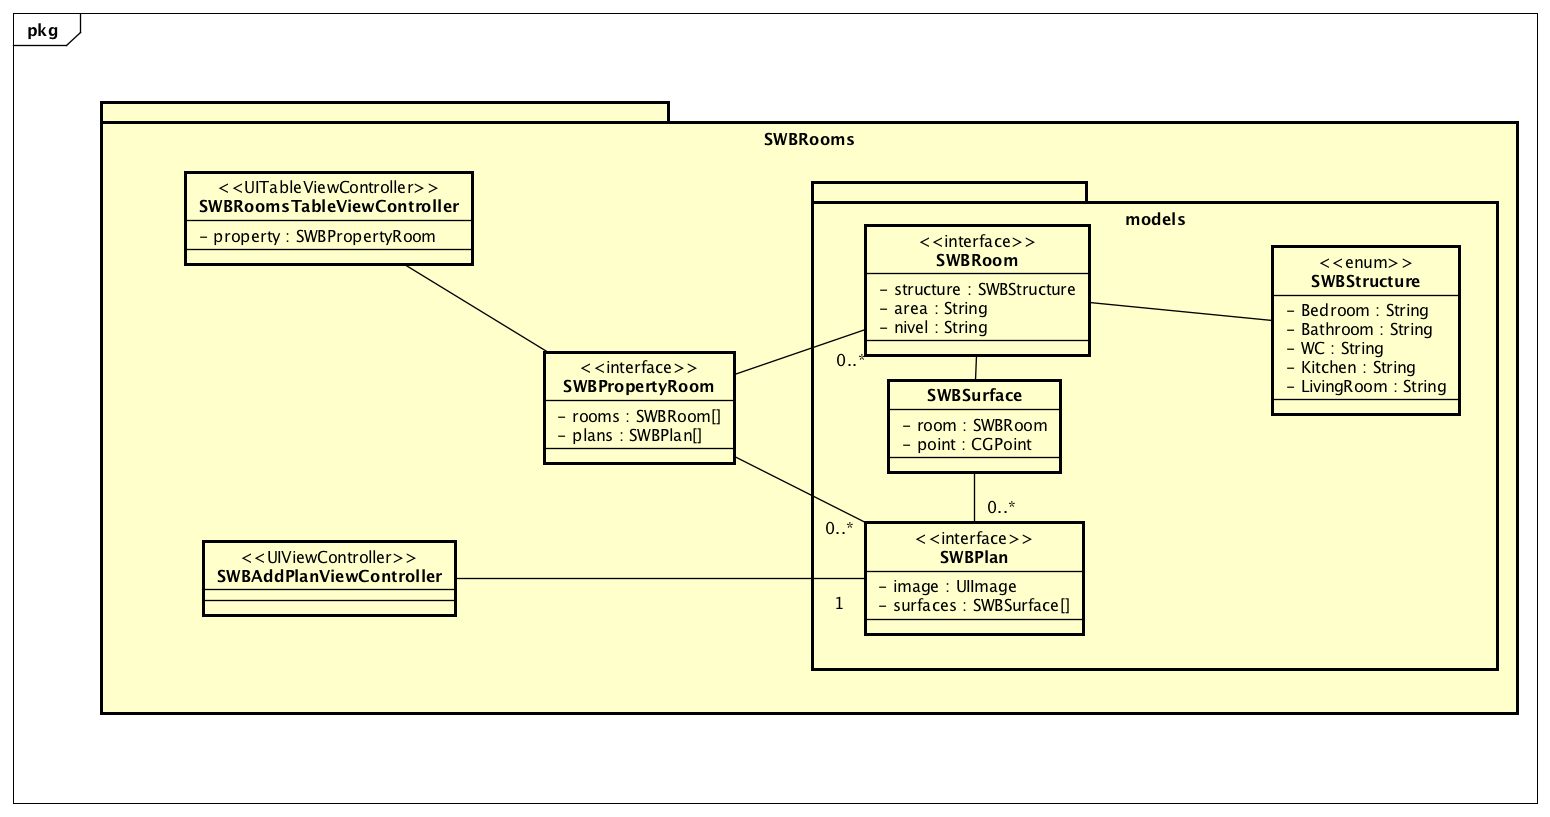 pkg
SWBRooms
<<UITableViewController>>
SWBRoomsTableViewController
- property : SWBPropertyRoom
models
<<interface>>
SWBRoom
- structure : SWBStructure
- area : String
- nivel : String
<<enum>>
SWBStructure
- Bedroom : String
- Bathroom : String
- WC : String
- Kitchen : String
- LivingRoom : String
0..*
<<interface>>
SWBPropertyRoom
- rooms : SWBRoom[]
- plans : SWBPlan[]
SWBSurface
- room : SWBRoom
- point : CGPoint
0..*
0..*
<<UIViewController>>
SWBAddPlanViewController
1
<<interface>>
SWBPlan
- image : UIImage
- surfaces : SWBSurface[]